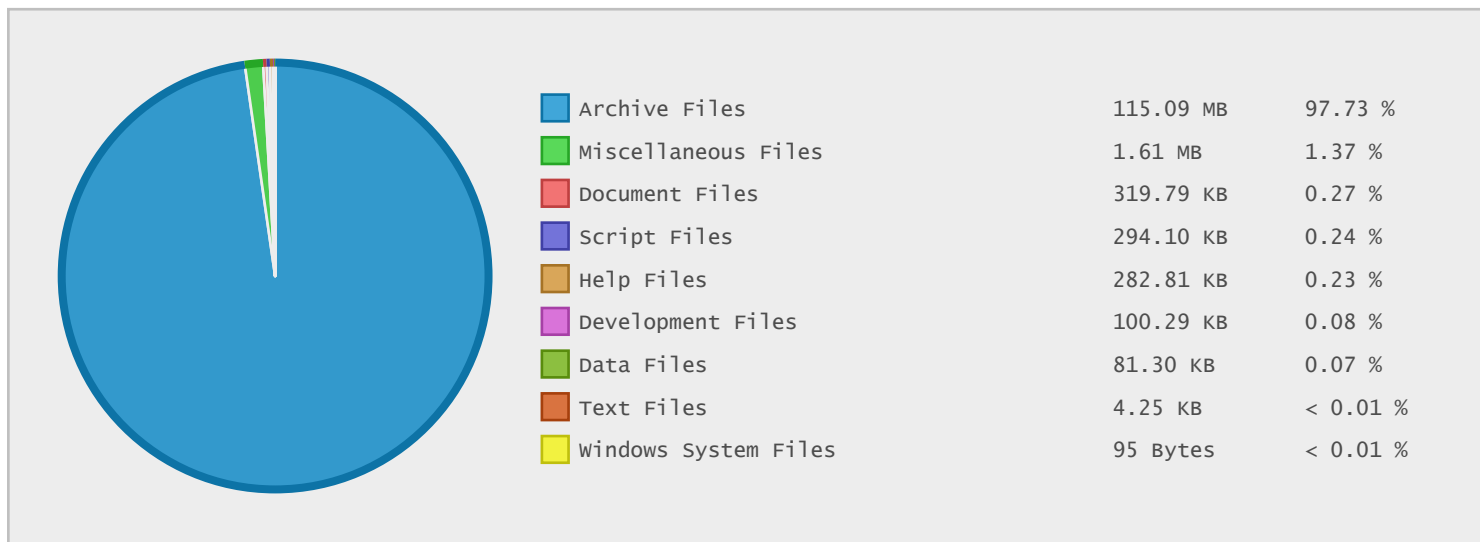 Archive Files 115.09 MB 97.73 %
Miscellaneous Files 1.61 MB 1.37 %
Document Files 319.79 KB 0.27 %
Script Files 294.10 KB 0.24 %
Help Files 282.81 KB 0.23 %
Development Files 100.29 KB 0.08 %
Data Files 81.30 KB 0.07 %
Text Files 4.25 KB < 0.01 %
Windows System Files 95 Bytes < 0.01 %